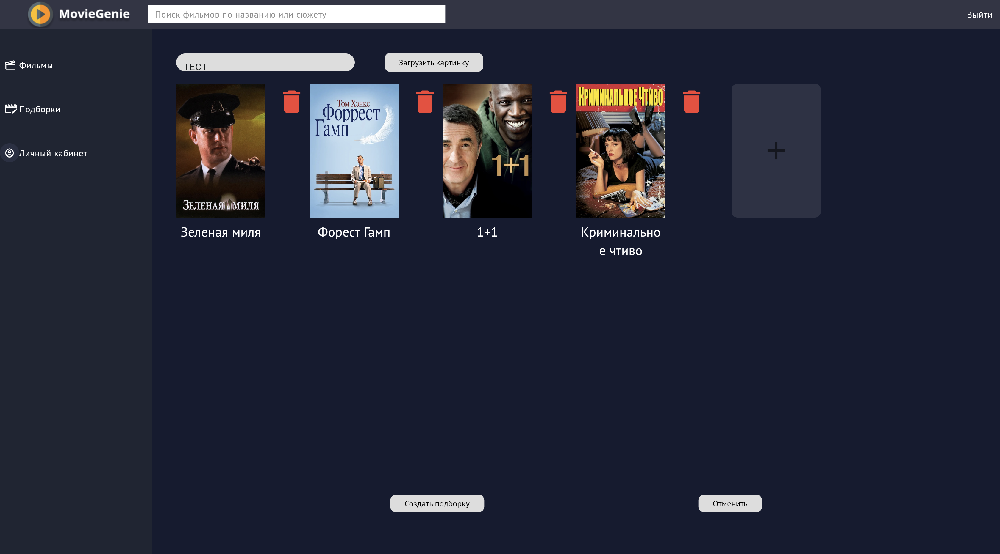 MovieGenie
Поиск фильмов по названию или сюжету
Выйти
Фильмы
Подборки
Личный кабинет
ТЕСТ
Загрузить картинку
ЗЕЛЕНАЯ МИЛЯ
Том Хэнкс
Форрест
Гамп
1+1
КРИМИНАЛЬНОЕ ЧТИВО
Зеленая миля
Форест Гамп
1+1
Криминально
е чтиво
Создать подборку
Отменить